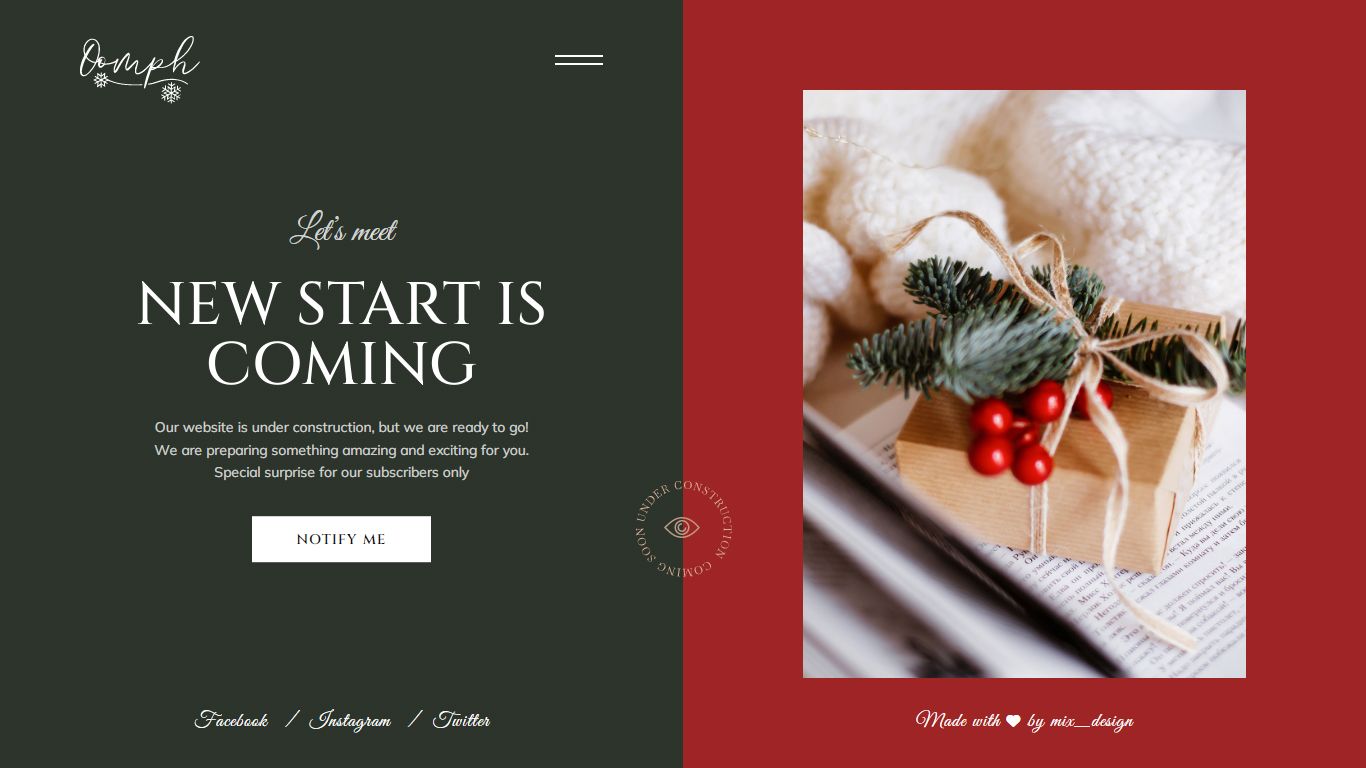 Oomph
Let's meet
NEW START IS
COMING
Our website is under construction, but we are ready to go!
We are preparing something amazing and exciting for you.
Special surprise for our subscribers only
NOTIFY ME
UNDER CONSTRUCTION COMING SOON
Facebook / Instagram / Twitter
Made with ♥ by mix_design